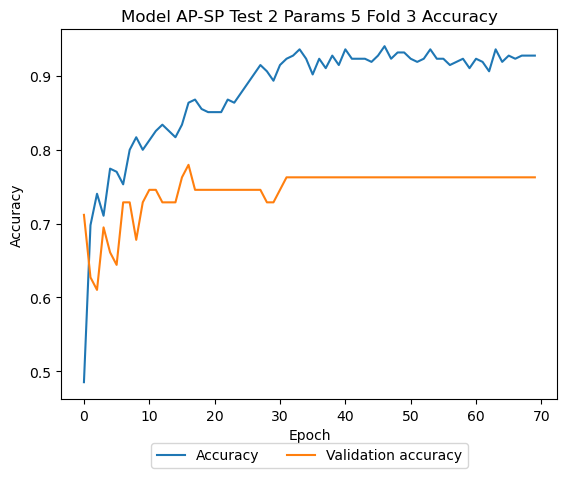 Model AP-SP Test 2 Params 5 Fold 3 Accuracy
Accuracy
0.9
0.8
0.7
0.6
0.5
0 10 20 30 40 50 60 70
Epoch
Accuracy Validation accuracy